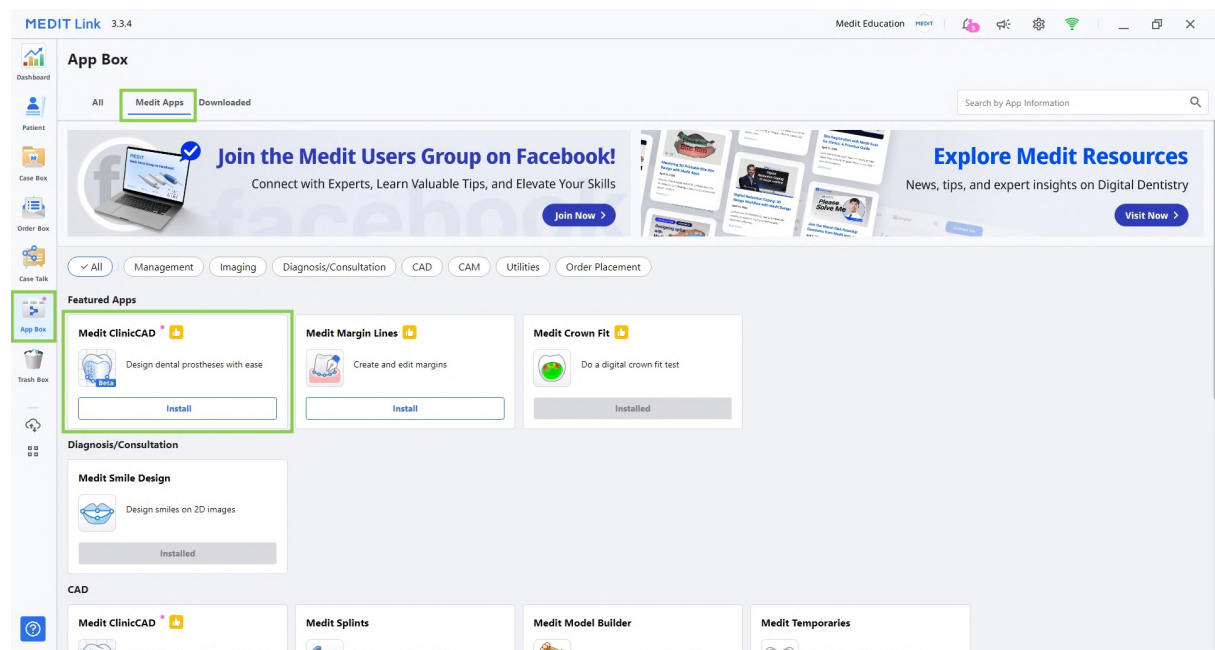 MEDIT Link 3.3.4
Medit Education MEDIT
5
Dashboard
Patient
Case Box
Order Box
Case Talk
App Box
Trash Box
App Box
All Medit Apps Downloaded
Search by App Information
Join the Medit Users Group on Facebook!
Connect with Experts, Learn Valuable Tips, and Elevate Your Skills
Join Now >
Explore Medit Resources
News, tips, and expert insights on Digital Dentistry
Visit Now >
Please
Solve Me
All Management Imaging Diagnosis/Consultation CAD CAM Utilities Order Placement
Featured Apps
Medit ClinicCAD
Design dental prostheses with ease
Beta
Install
Medit Margin Lines
Create and edit margins
Install
Medit Crown Fit
Do a digital crown fit test
Installed
Diagnosis/Consultation
Medit Smile Design
Design smiles on 2D images
Installed
CAD
Medit ClinicCAD
Medit Splints
Medit Model Builder
Medit Temporaries